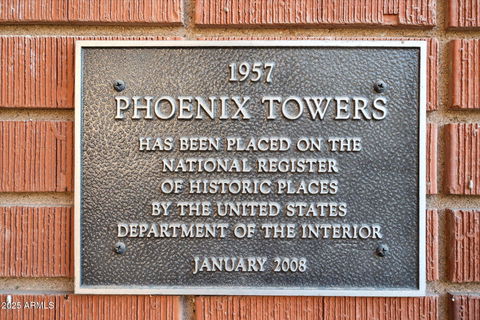 1957
PHOENIX TOWERS
HAS BEEN PLACED ON THE
NATIONAL REGISTER
OF HISTORIC PLACES
BY THE UNITED STATES
DEPARTMENT OF THE INTERIOR
JANUARY 2008
2025 ARMLS